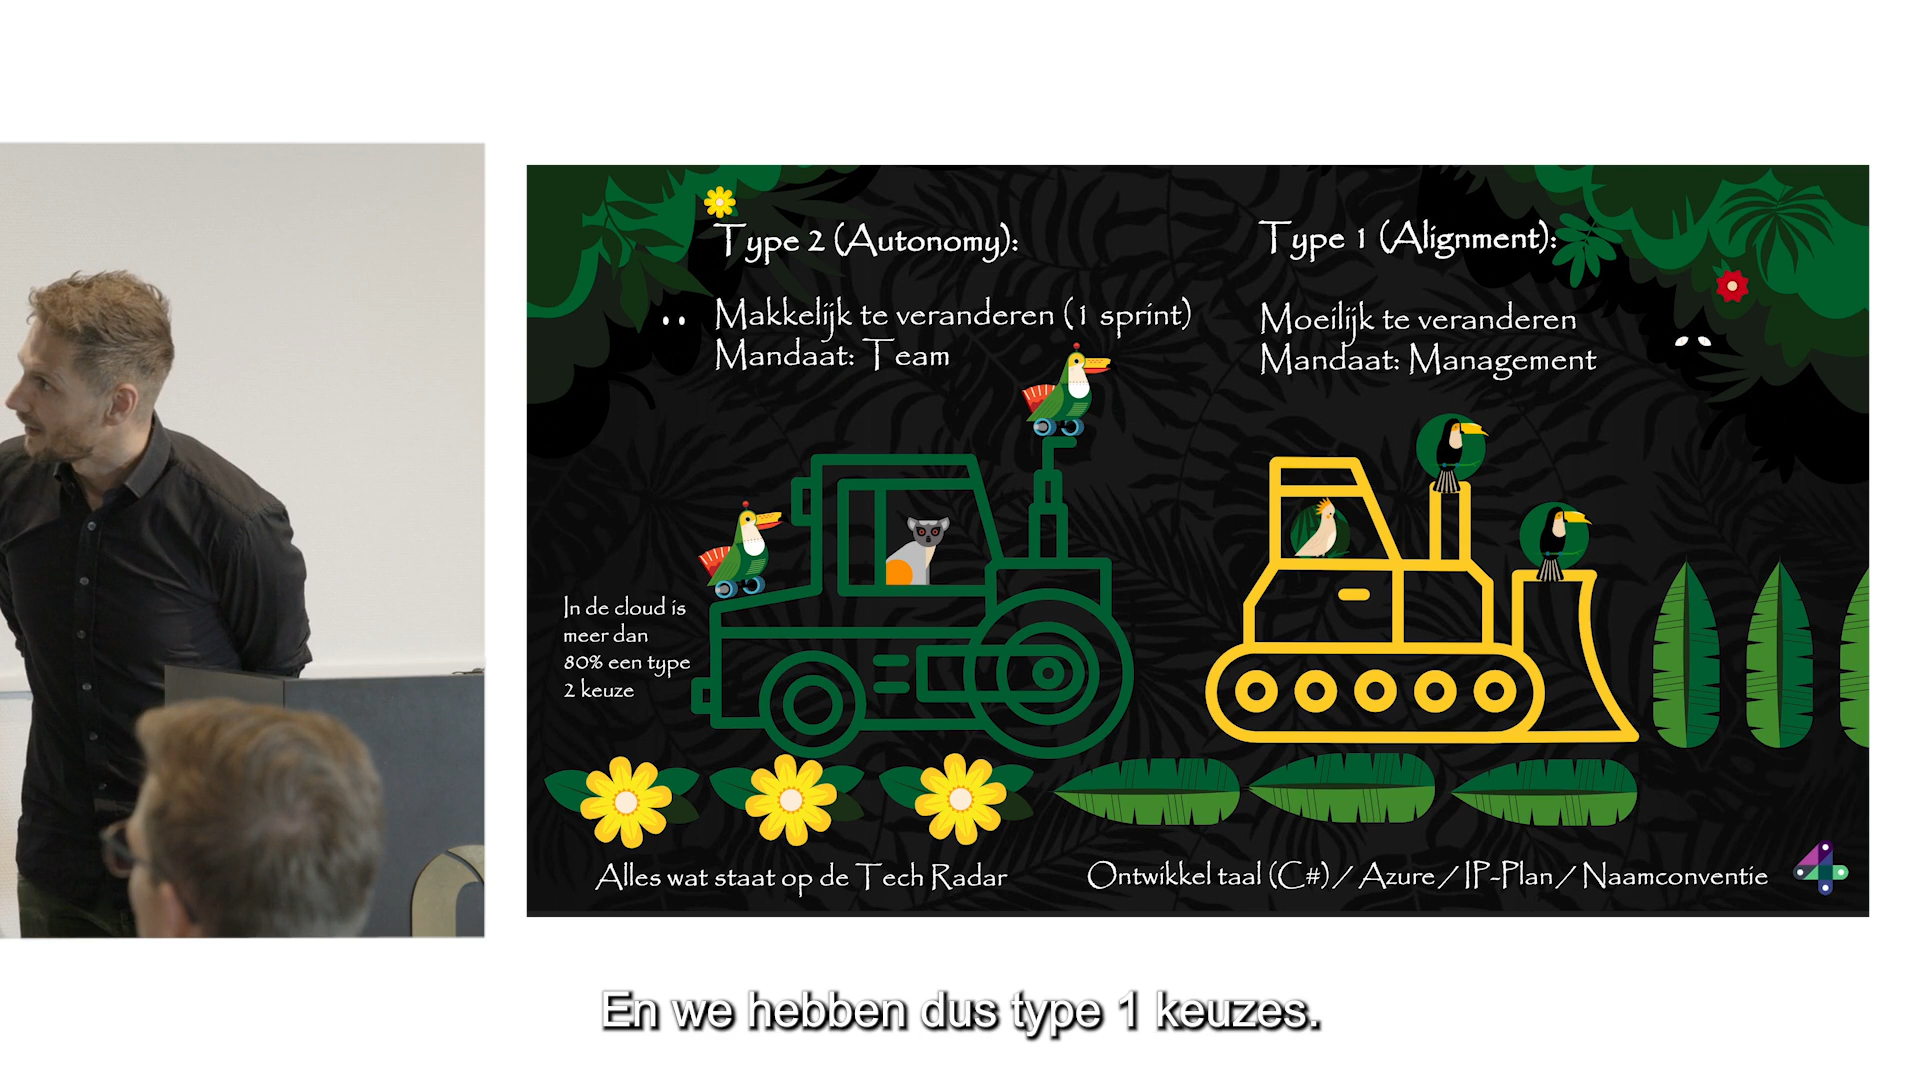 Type 2 (Autonomy):
Makkelijk te veranderen (1 sprint)
Mandaat: Team
Type 1 (Alignment):
Moeilijk te veranderen
Mandaat: Management
In de cloud is
meer dan
80% een type
2 keuze
Alles wat staat op de Tech Radar
Ontwikkel taal (C#) / Azure / IP-Plan / Naamconventie
En we hebben dus type 1 keuzes.